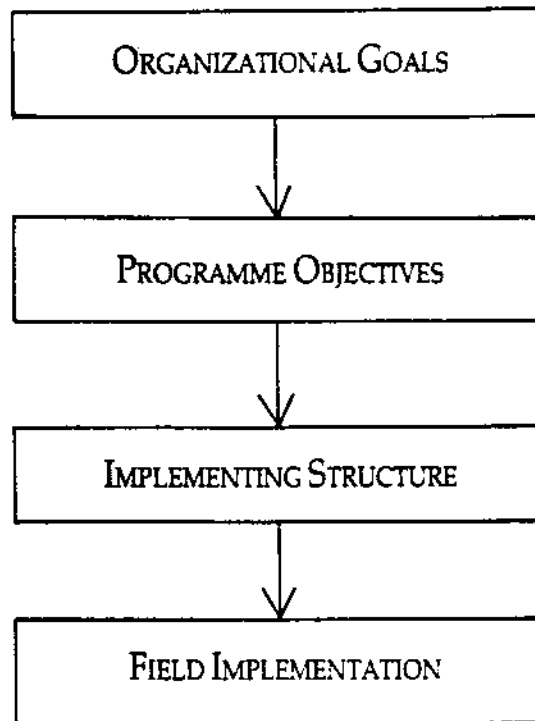 ORGANIZATIONAL GOALS
PROGRAMME OBJECTIVES
IMPLEMENTING STRUCTURE
FIELD IMPLEMENTATION